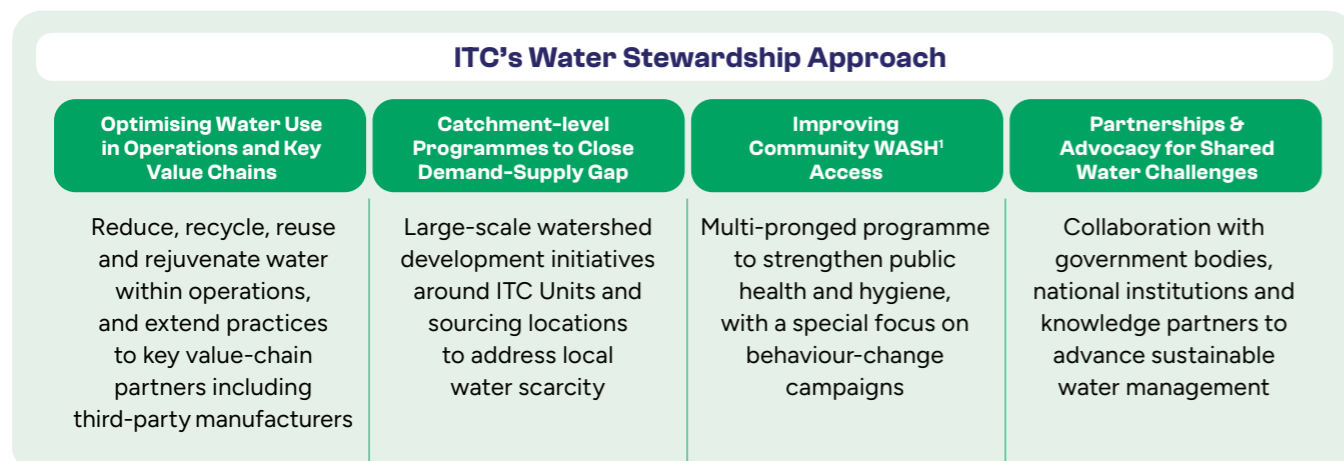 ITC's Water Stewardship Approach
Optimising Water Use
in Operations and Key
Value Chains
Reduce, recycle, reuse
and rejuvenate water
within operations,
and extend practices
to key value-chain
partners including
third-party manufacturers
Catchment-level
Programmes to Close
Demand-Supply Gap
Large-scale watershed
development initiatives
around ITC Units and
sourcing locations
to address local
water scarcity
Improving
Community WASH¹
Access
Multi-pronged programme
to strengthen public
health and hygiene,
with a special focus on
behaviour-change
campaigns
Partnerships &
Advocacy for Shared
Water Challenges
Collaboration with
government bodies,
national institutions and
knowledge partners to
advance sustainable
water management